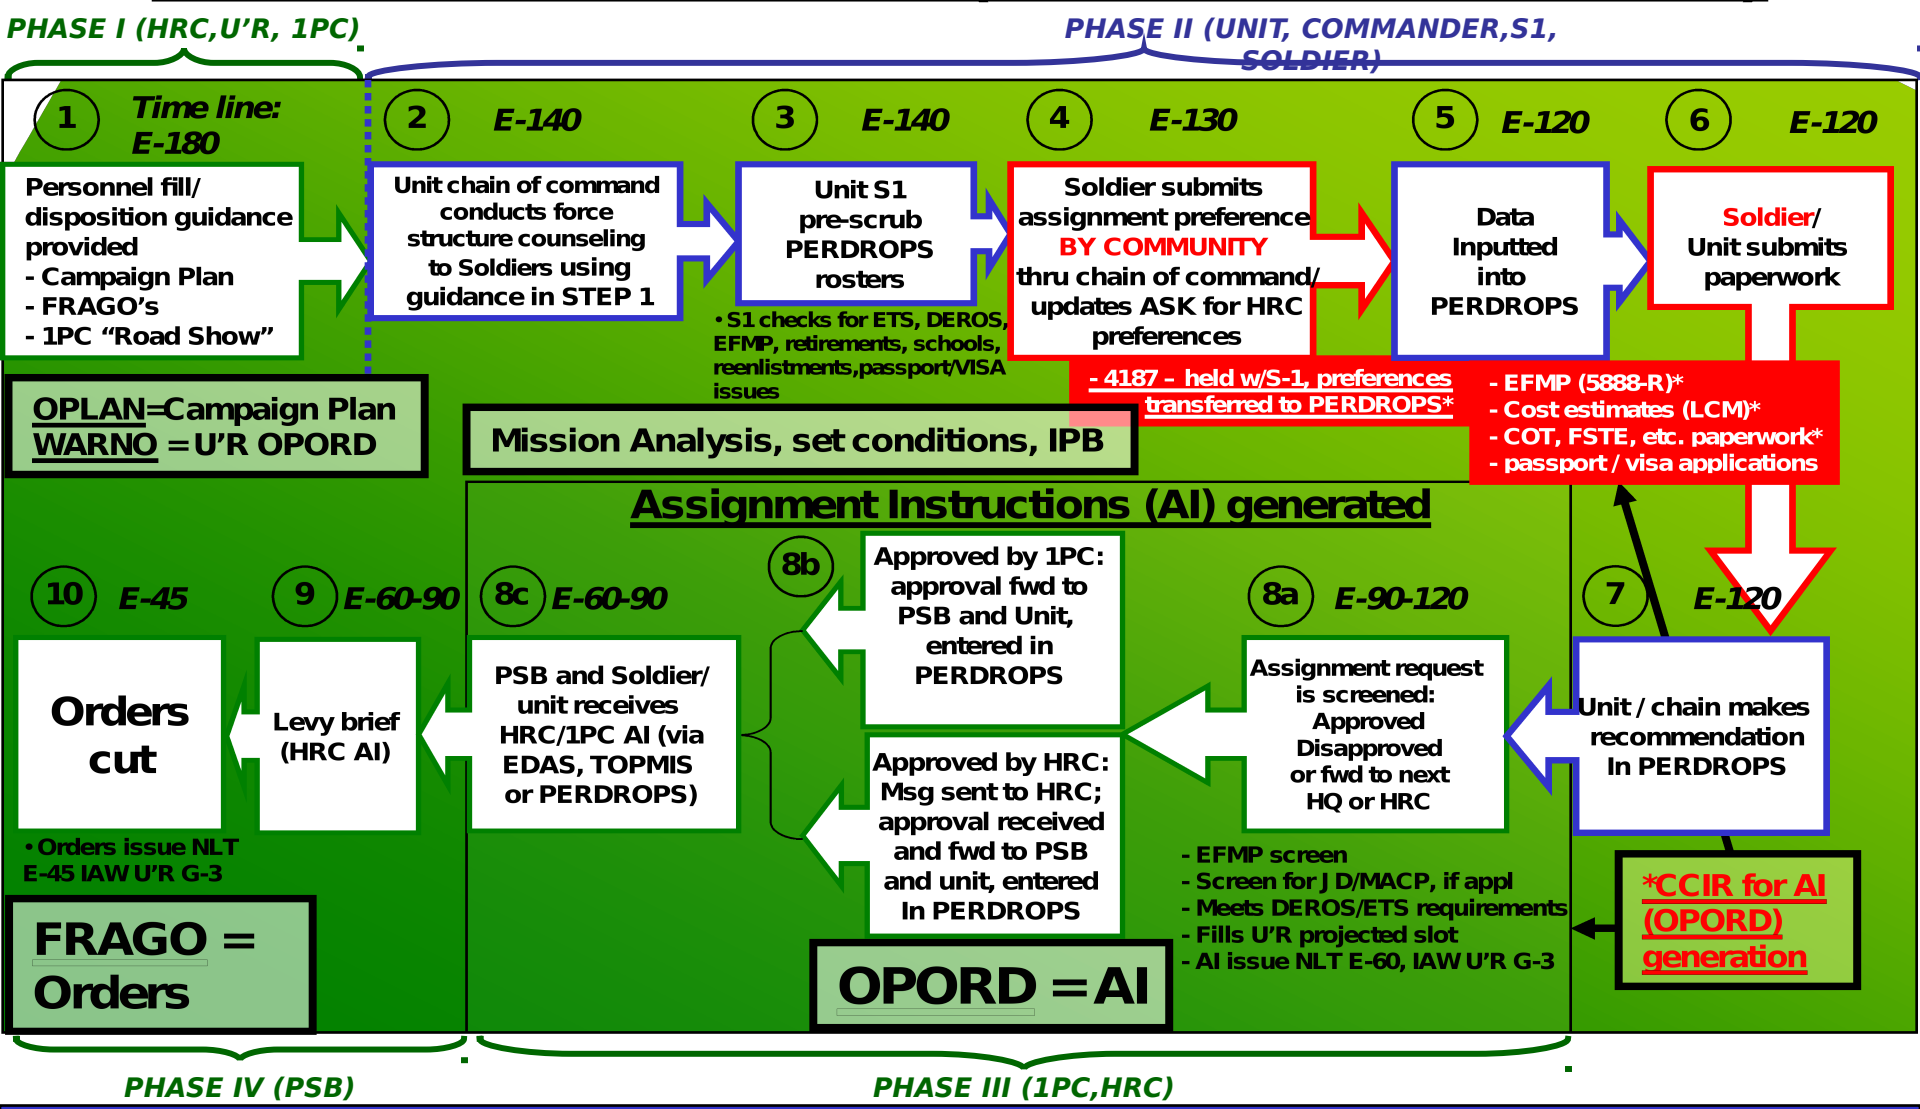 PHASE I (HRC,U’R, 1PC)
PHASE II (UNIT, COMMANDER,S1,
SOLDIER)
1
Time line:
E-180
2
E-140
3
E-140
4
E-130
5
E-120
6
E-120
Personnel fill/
disposition guidance
provided
- Campaign Plan
- FRAGO’s
- 1PC “Road Show”
Unit chain of command
conducts force
structure counseling
to Soldiers using
guidance in STEP 1
Unit S1
pre-scrub
PERDROPS
rosters
• S1 checks for ETS, DEROS,
EFMP, retirements, schools,
reenlistments,passport/VISA
issues
Soldier submits
assignment preference
BY COMMUNITY
thru chain of command/
updates ASK for HRC
preferences
- 4187 – held w/S-1, preferences
transferred to PERDROPS*
Data
Inputted
into
PERDROPS
Soldier/
Unit submits
paperwork
- EFMP (5888-R)*
- Cost estimates (LCM)*
- COT, FSTE, etc. paperwork*
- passport / visa applications
OPLAN=Campaign Plan
WARNO = U’R OPORD
Mission Analysis, set conditions, IPB
Assignment Instructions (AI) generated
10
E-45
9
E-60-90
8c
E-60-90
8b
8a
E-90-120
7
E-120
Orders
cut
• Orders issue NLT
E-45 IAW U’R G-3
Levy brief
(HRC AI)
PSB and Soldier/
unit receives
HRC/1PC AI (via
EDAS, TOPMIS
or PERDROPS)
Approved by 1PC:
approval fwd to
PSB and Unit,
entered in
PERDROPS
Approved by HRC:
Msg sent to HRC;
approval received
and fwd to PSB
and unit, entered
In PERDROPS
Assignment request
is screened:
Approved
Disapproved
or fwd to next
HQ or HRC
- EFMP screen
- Screen for JD/MACP, if appl
- Meets DEROS/ETS requirements
- Fills U’R projected slot
- AI issue NLT E-60, IAW U’R G-3
Unit / chain makes
recommendation
In PERDROPS
*CCIR for AI
(OPORD)
generation
FRAGO =
Orders
OPORD = AI
PHASE IV (PSB)
PHASE III (1PC,HRC)